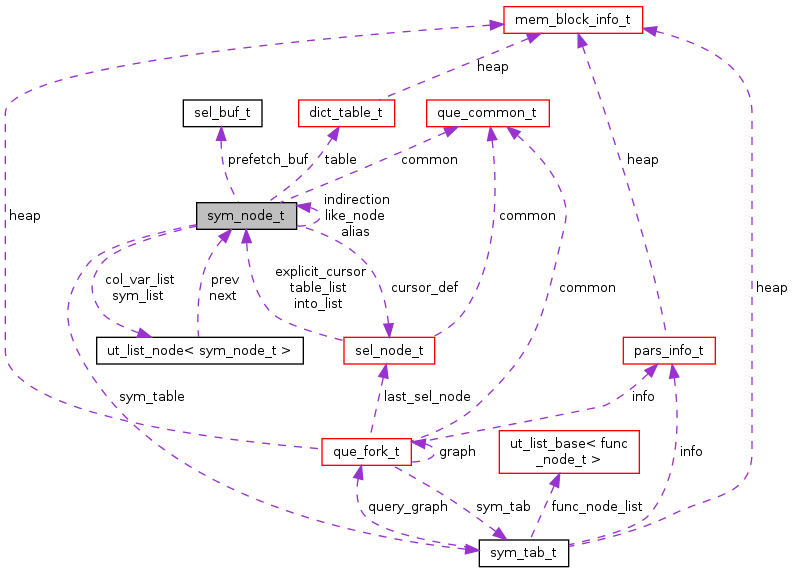 mem_block_info_t
heap
sel_buf_t
dict_table_t
que_common_t
prefetch_buf
table
common
heap
indirection
like_node
alias
sym_node_t
heap
common
explicit_cursor
table_list
into_list
cursor_def
col_var_list
sym_list
prev
next
common
heap
ut_list_node< sym_node_t >
sel_node_t
pars_info_t
sym_table
last_sel_node
info
que_fork_t
graph
ut_list_base< func
_node_t >
info
query_graph
sym_tab
func_node_list
sym_tab_t